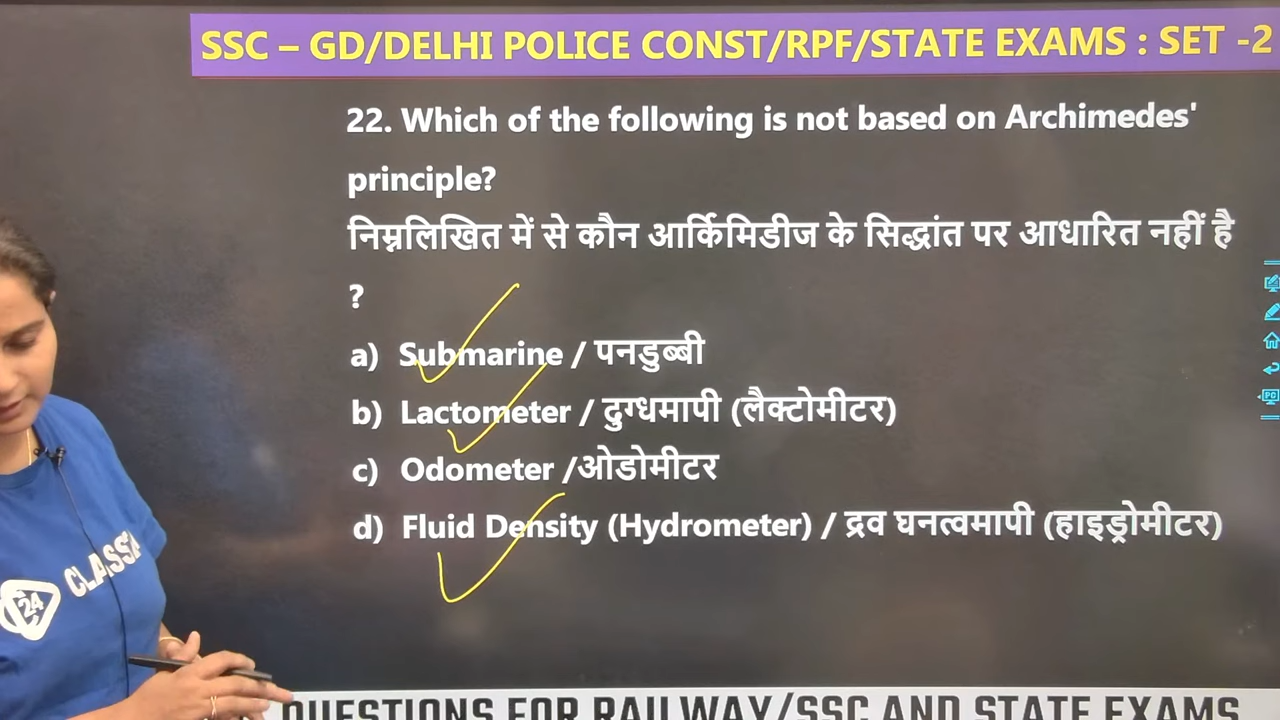 SSC – GD/DELHI POLICE CONST/RPF/STATE EXAMS : SET -2
22. Which of the following is not based on Archimedes'
principle?
निम्नलिखित में से कौन आर्किमिडीज के सिद्धांत पर आधारित नहीं है
?
a) Submarine / पनडुब्बी
b) Lactometer / दुग्धमापी (लैक्टोमीटर)
c) Odometer /ओडोमीटर
d) Fluid Density (Hydrometer) / द्रव घनत्वमापी (हाइड्रोमीटर)
24
QUESTIONS FOR RAILWAY/SSC AND STATE EXAMS